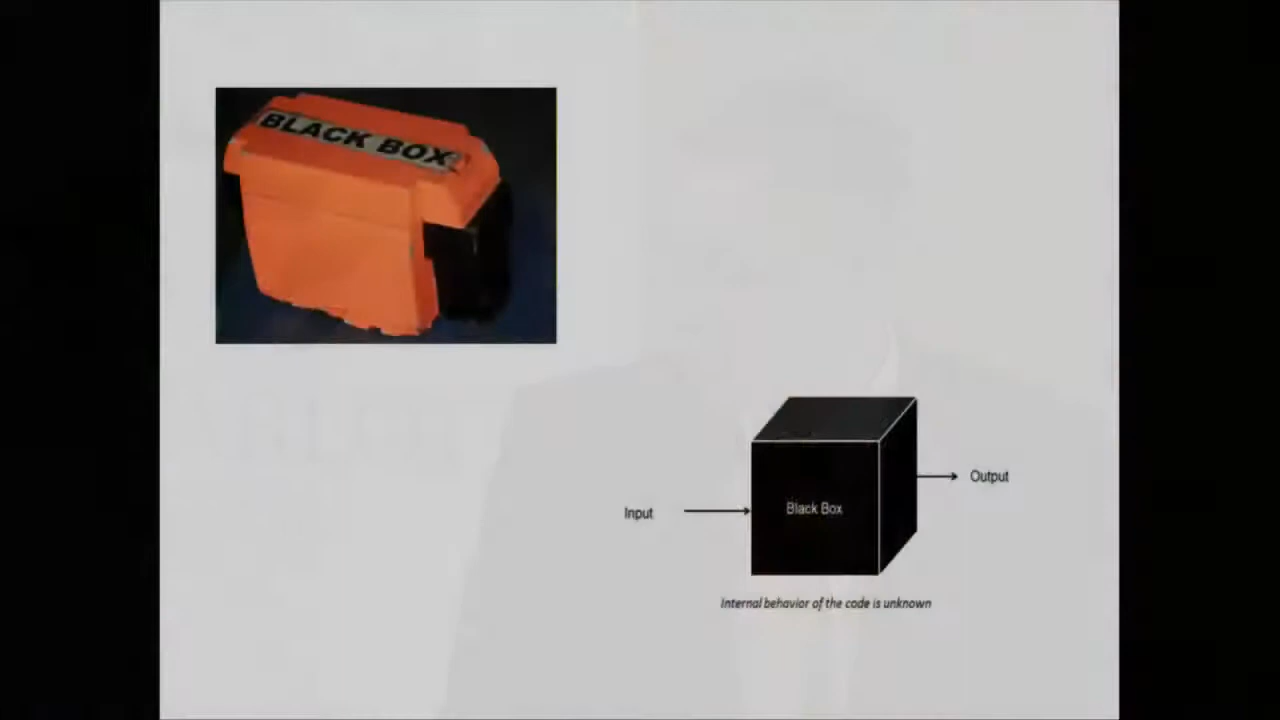 BLACK BOX
Output
Input
Black Box
Internal behavior of the code is unknown